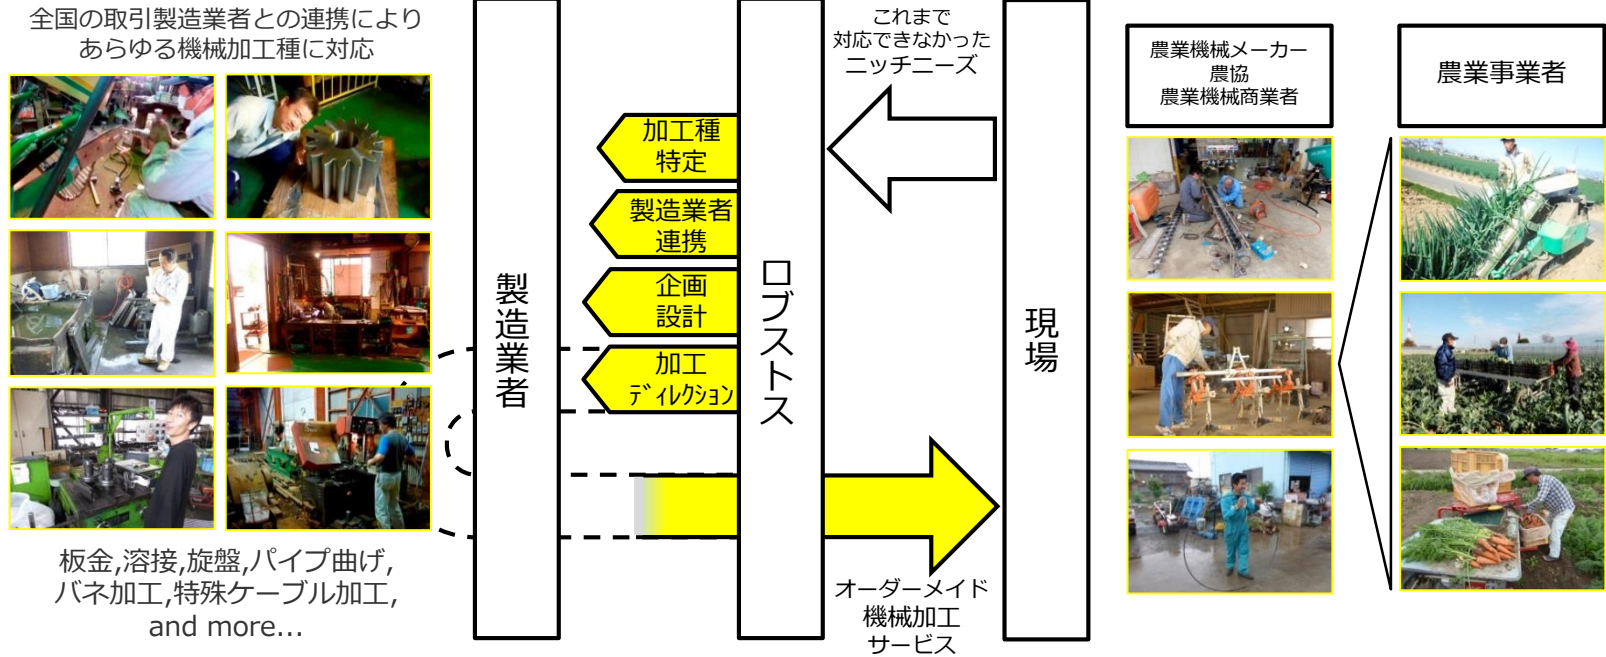 全国の取引製造業者との連携により
あらゆる機械加工種に対応
板金,溶接,旋盤,パイプ曲げ,
バネ加工,特殊ケーブル加工,
and more...
製造業者
加工種
特定
製造業者
連携
企画
設計
加工
ディレクション
ロブストス
これまで
対応できなかった
ニッチニーズ
オーダーメイド
機械加工
サービス
現場
農業機械メーカー
農協
農業機械商業者
農業事業者